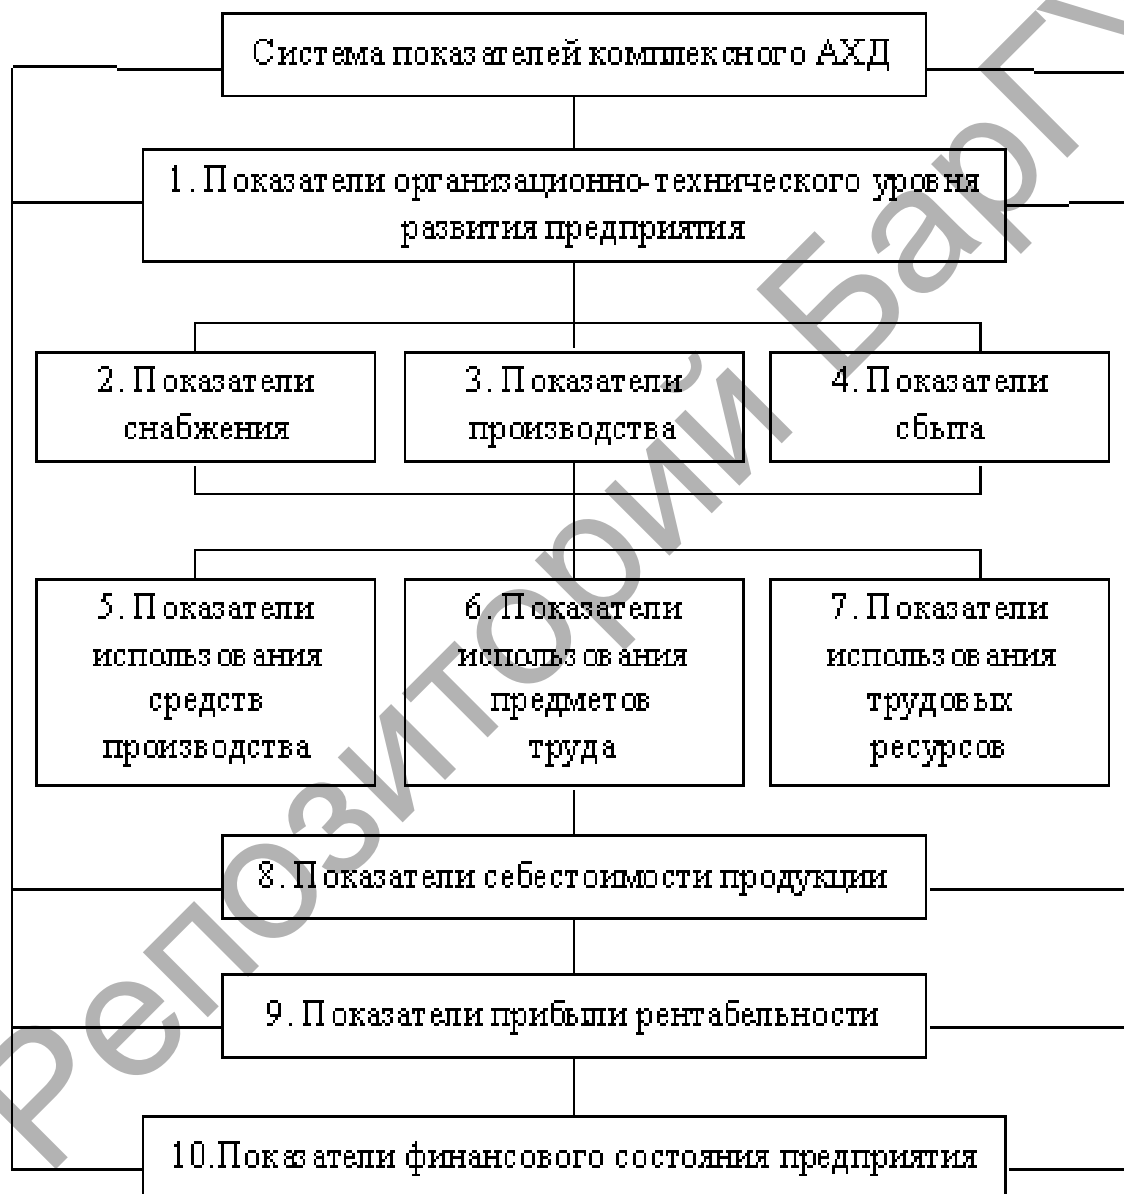 Система показателей комплексного АХД
1. Показатели организационно-технического уровня
развития предприятия
2. Показатели
снабжения
3. Показатели
производства
4. Показатели
сбыта
5. Показатели
использования
средств
производства
6. Показатели
использования
предметов
труда
7. Показатели
использования
трудовых
ресурсов
8. Показатели себестоимости продукции
9. Показатели прибыли рентабельности
10.Показатели финансового состояния предприятия
Репозиторий БарГУ